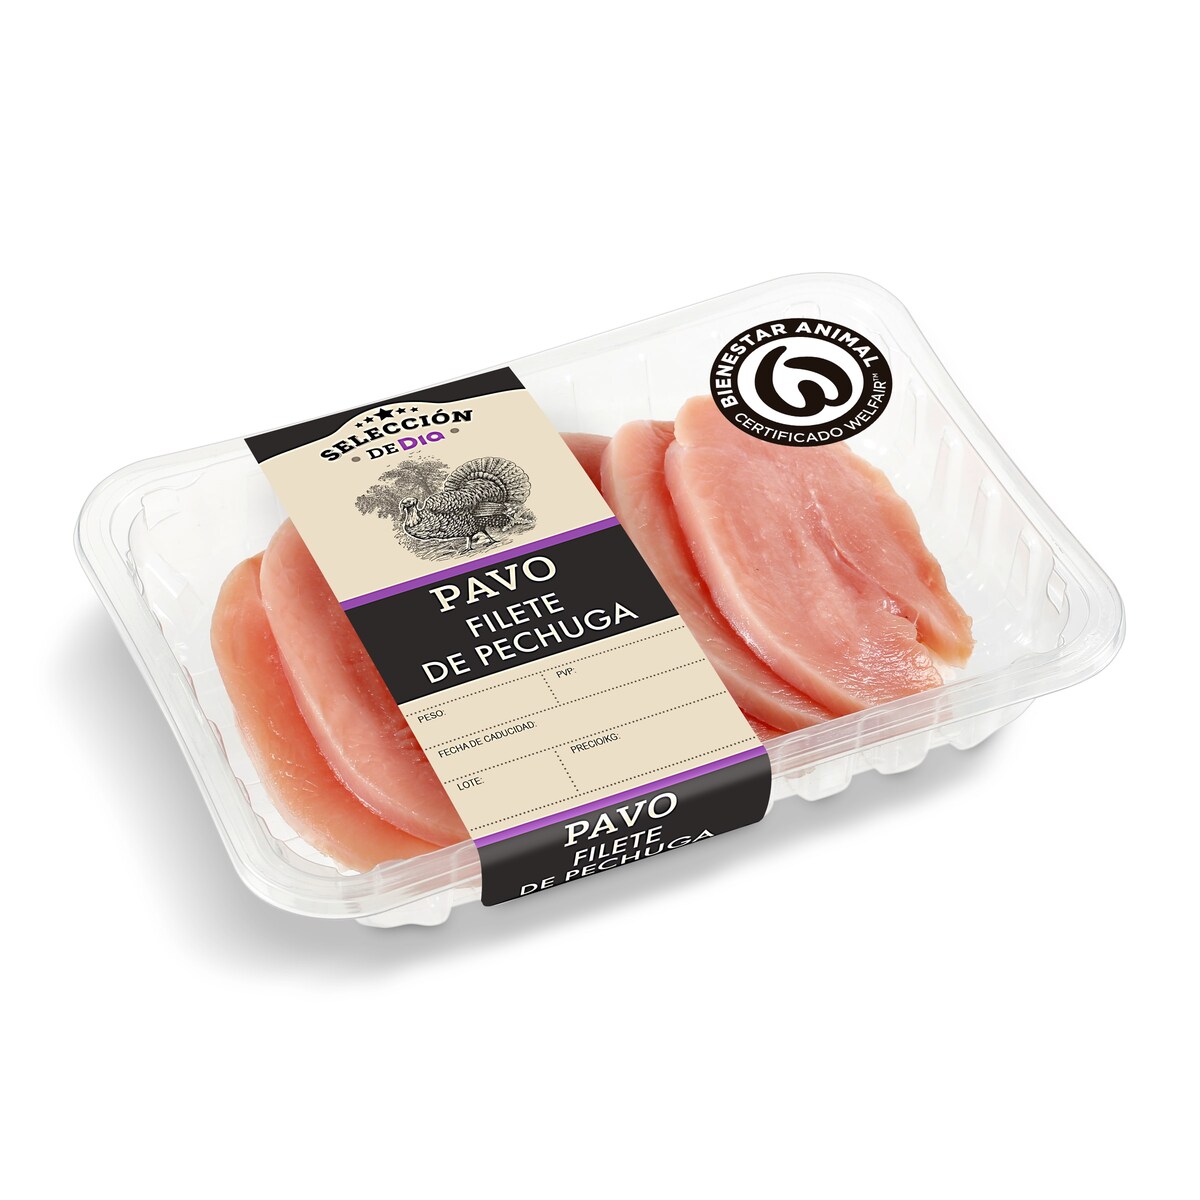 SELECCIÓN
DE Dia
PAVO
FILETE
DE PECHUGA
PESO:
PVP:
FECHA DE CADUCIDAD:
LOTE:
PRECIO/KG:
PAVO
FILETE
DE PECHUGA
BIENESTAR ANIMAL
CERTIFICADO WELFAIR™